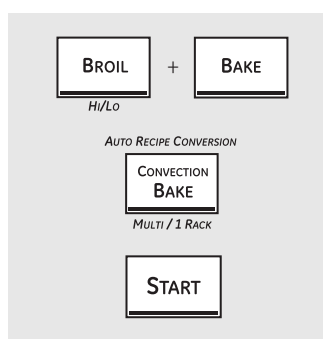 BROIL + BAKE
HI/LO
AUTO RECIPE CONVERSION
CONVECTION
BAKE
MULTI / 1 RACK
START